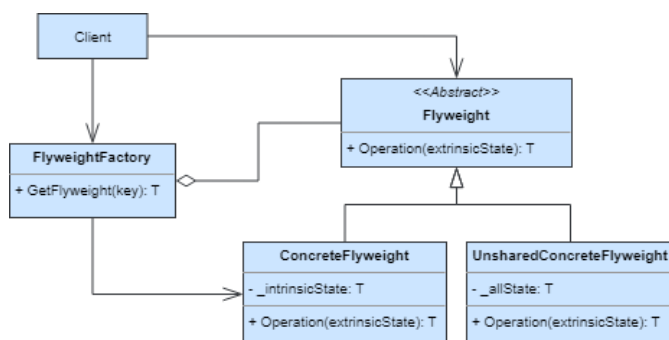 Client
<<Abstract>>
Flyweight
+ Operation(extrinsicState): T
FlyweightFactory
+ GetFlyweight(key): T
ConcreteFlyweight
- _intrinsicState: T
+ Operation(extrinsicState): T
UnsharedConcreteFlyweight
- _allState: T
+ Operation(extrinsicState): T